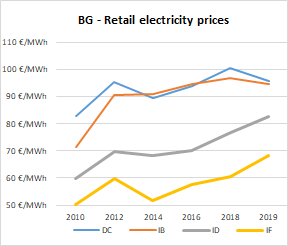 BG - Retail electricity prices
110 €/MWh
100 €/MWh
90 €/MWh
80 €/MWh
70 €/MWh
60 €/MWh
50 €/MWh
2010 2012 2014 2016 2018 2019
DC IB ID IF